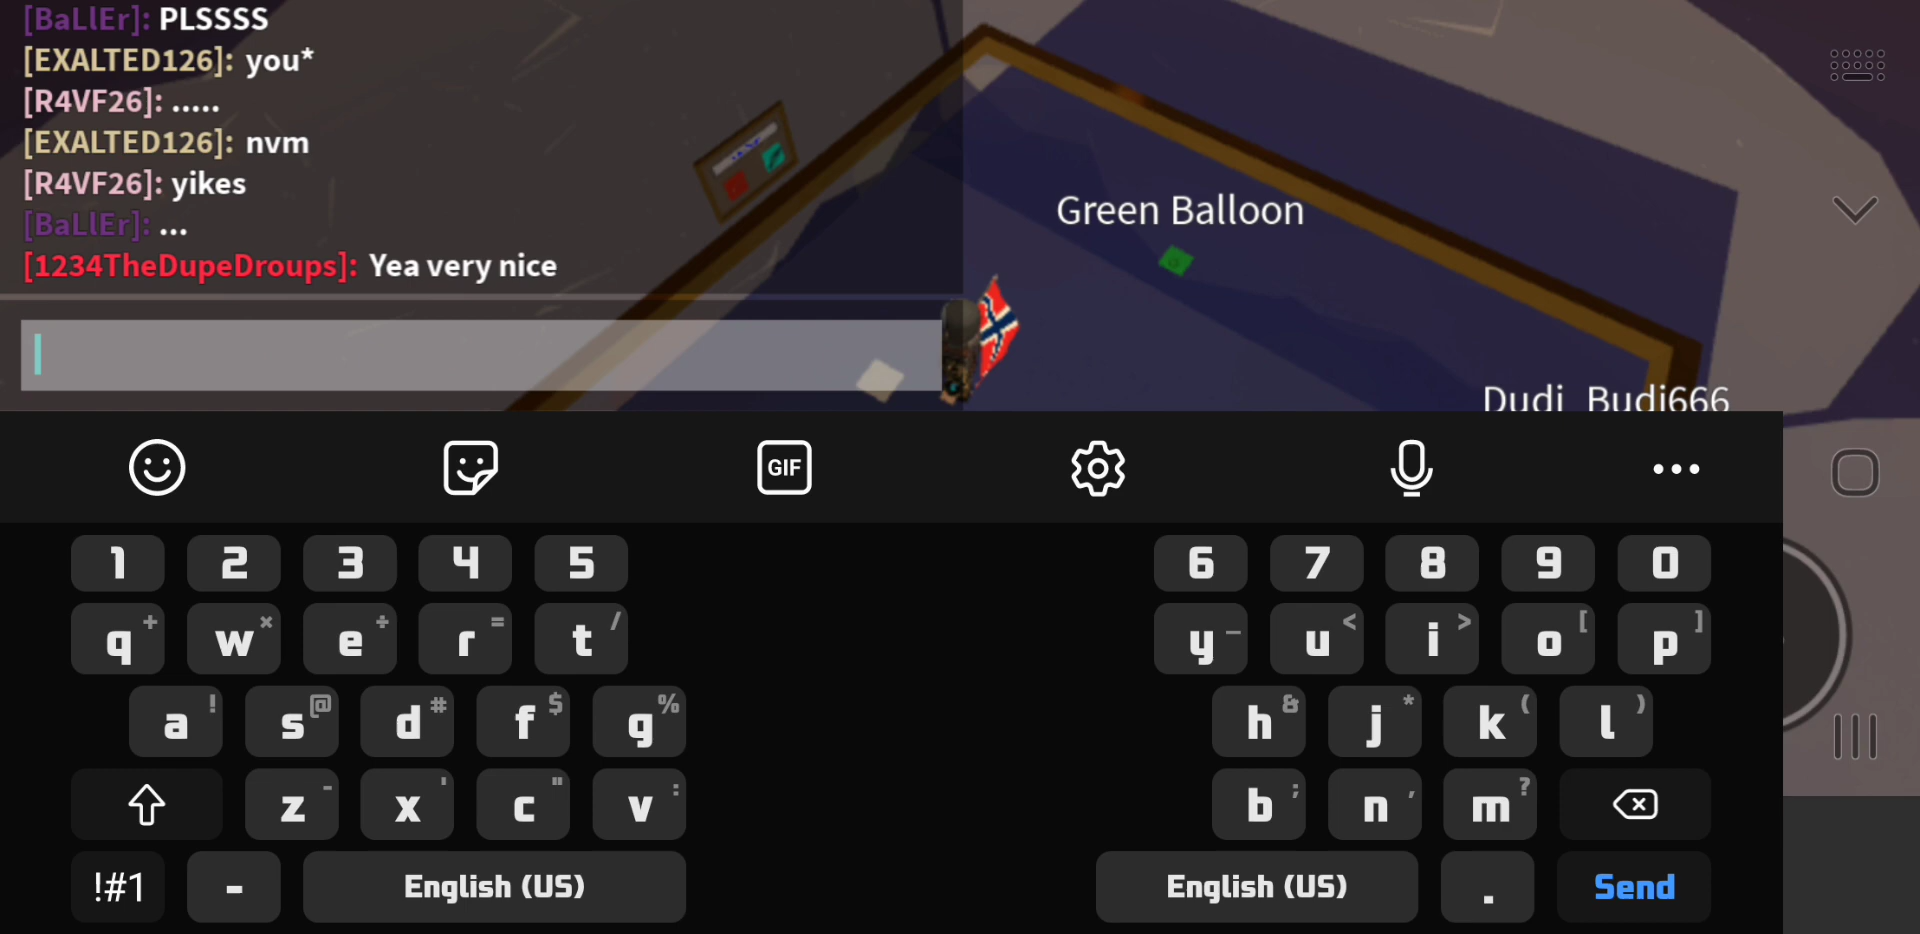 [BaLlEr]: PLSSSS
[EXALTED126]: you*
[R4VF26]: .....
[EXALTED126]: nvm
[R4VF26]: yikes
[BaLlEr]: ...
[1234TheDupeDroups]: Yea very nice
Green Balloon
Dudi_Budi666
GIF
1 2 3 4 5 6 7 8 9 0
q + w × e ÷ r = t / y _ u < i > o [ p ]
a ! s @ d # f $ g % h & j * k ( l )
z - x ' c " v : b ; n , m ?
!#1 - English (US) English (US) . Send